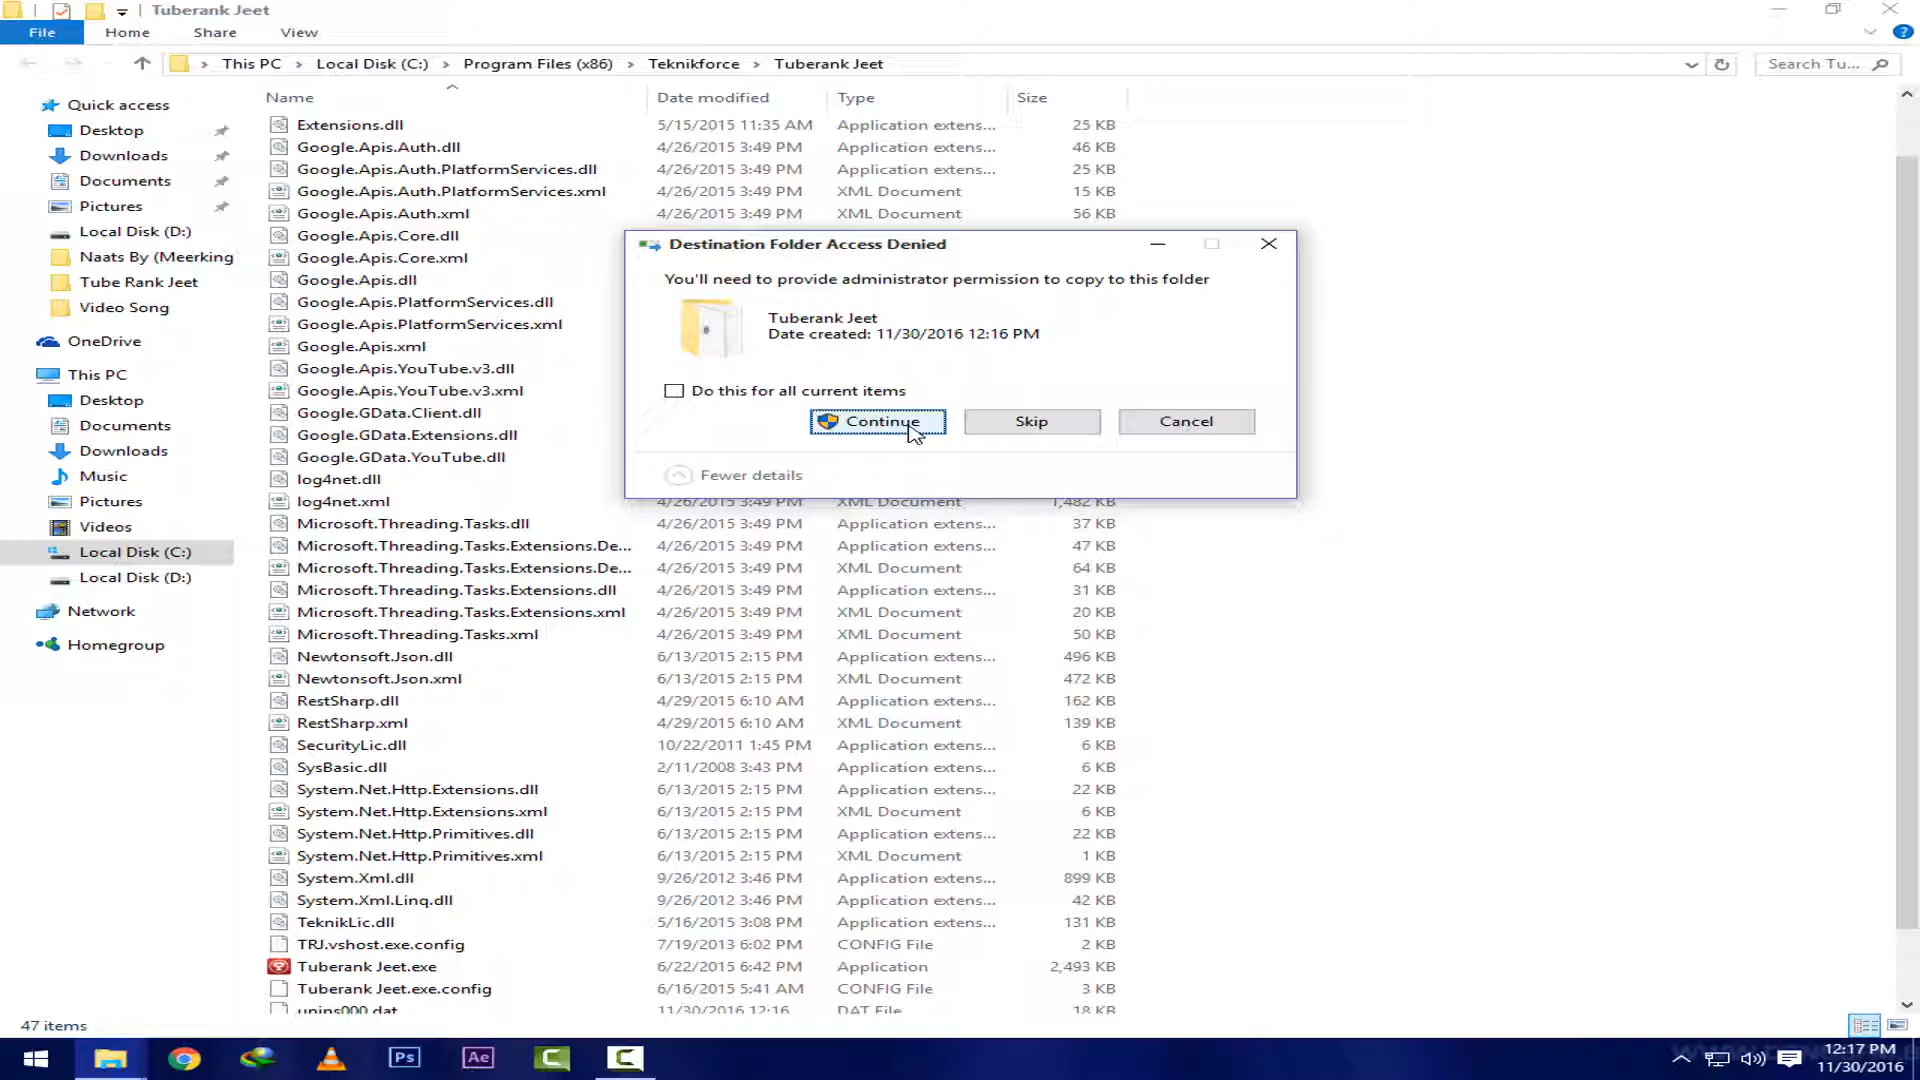 Tuberank Jeet
File Home Share View
This PC Local Disk (C:) Program Files (x86) Teknikforce Tuberank Jeet Search Tu...
Name Date modified Type Size
Quick access
Desktop
Downloads
Documents
Pictures
Local Disk (D:)
Naats By (Meerking
Tube Rank Jeet
Video Song
OneDrive
This PC
Desktop
Documents
Downloads
Music
Pictures
Videos
Local Disk (C:)
Local Disk (D:)
Network
Homegroup
Extensions.dll 5/15/2015 11:35 AM Application extens... 25 KB
Google.Apis.Auth.dll 4/26/2015 3:49 PM Application extens... 46 KB
Google.Apis.Auth.PlatformServices.dll 4/26/2015 3:49 PM Application extens... 25 KB
Google.Apis.Auth.PlatformServices.xml 4/26/2015 3:49 PM XML Document 15 KB
Google.Apis.Auth.xml 4/26/2015 3:49 PM XML Document 56 KB
Google.Apis.Core.dll
Google.Apis.Core.xml
Google.Apis.dll
Google.Apis.PlatformServices.dll
Google.Apis.PlatformServices.xml
Google.Apis.xml
Google.Apis.YouTube.v3.dll
Google.Apis.YouTube.v3.xml
Google.GData.Client.dll
Google.GData.Extensions.dll
Google.GData.YouTube.dll
log4net.dll
log4net.xml 4/26/2015 3:49 PM XML Document 1,482 KB
Microsoft.Threading.Tasks.dll 4/26/2015 3:49 PM Application extens... 37 KB
Microsoft.Threading.Tasks.Extensions.De... 4/26/2015 3:49 PM Application extens... 47 KB
Microsoft.Threading.Tasks.Extensions.De... 4/26/2015 3:49 PM XML Document 64 KB
Microsoft.Threading.Tasks.Extensions.dll 4/26/2015 3:49 PM Application extens... 31 KB
Microsoft.Threading.Tasks.Extensions.xml 4/26/2015 3:49 PM XML Document 20 KB
Microsoft.Threading.Tasks.xml 4/26/2015 3:49 PM XML Document 50 KB
Newtonsoft.Json.dll 6/13/2015 2:15 PM Application extens... 496 KB
Newtonsoft.Json.xml 6/13/2015 2:15 PM XML Document 472 KB
RestSharp.dll 4/29/2015 6:10 AM Application extens... 162 KB
RestSharp.xml 4/29/2015 6:10 AM XML Document 139 KB
SecurityLic.dll 10/22/2011 1:45 PM Application extens... 6 KB
SysBasic.dll 2/11/2008 3:43 PM Application extens... 6 KB
System.Net.Http.Extensions.dll 6/13/2015 2:15 PM Application extens... 22 KB
System.Net.Http.Extensions.xml 6/13/2015 2:15 PM XML Document 6 KB
System.Net.Http.Primitives.dll 6/13/2015 2:15 PM Application extens... 22 KB
System.Net.Http.Primitives.xml 6/13/2015 2:15 PM XML Document 1 KB
System.Xml.dll 9/26/2012 3:46 PM Application extens... 899 KB
System.Xml.Linq.dll 9/26/2012 3:46 PM Application extens... 42 KB
TeknikLic.dll 5/16/2015 3:08 PM Application extens... 131 KB
TRJ.vshost.exe.config 7/19/2013 6:02 PM CONFIG File 2 KB
Tuberank Jeet.exe 6/22/2015 6:42 PM Application 2,493 KB
Tuberank Jeet.exe.config 6/16/2015 5:41 AM CONFIG File 3 KB
unins000.dat 11/30/2016 12:16 DAT File 18 KB
Destination Folder Access Denied
You'll need to provide administrator permission to copy to this folder
Tuberank Jeet
Date created: 11/30/2016 12:16 PM
Do this for all current items
Continue Skip Cancel
Fewer details
47 items
Ps Ae
12:17 PM
11/30/2016